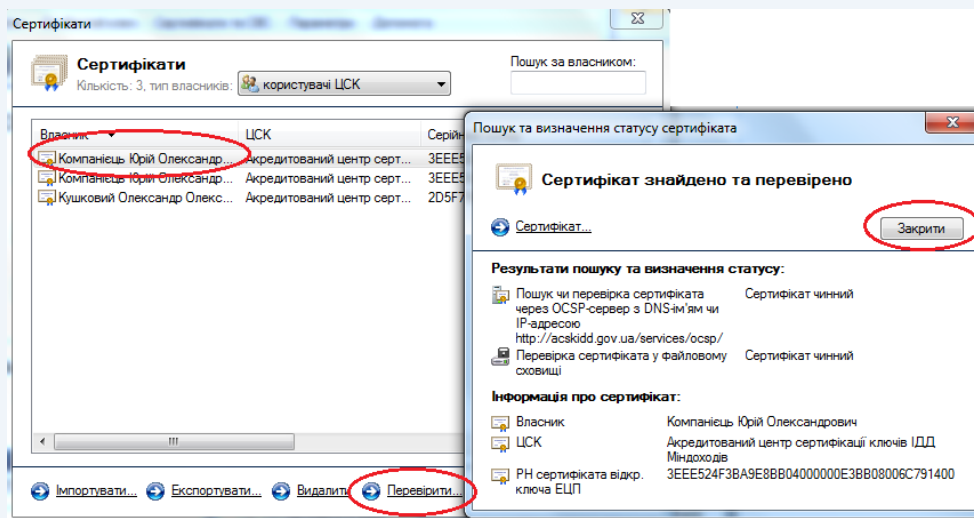 Сертифікати
Сертифікати
Кількість: 3, тип власників: користувачі ЦСК
Пошук за власником:
Власник ЦСК Серійн
Компанієць Юрій Олександр... Акредитований центр серт... 3EEE5
Компанієць Юрій Олександр... Акредитований центр серт... 3EEE5
Кушковий Олександр Олекс... Акредитований центр серт... 2D5F7
Імпортувати... Експортувати... Видалити Перевірити...
Пошук та визначення статусу сертифіката
Сертифікат знайдено та перевірено
Сертифікат...
Закрити
Результати пошуку та визначення статусу:
Пошук чи перевірка сертифіката Сертифікат чинний
через OCSP-сервер з DNS-ім'ям чи
IP-адресою
http://acskidd.gov.ua/services/ocsp/
Перевірка сертифіката у файловому Сертифікат чинний
сховищі
Інформація про сертифікат:
Власник Компанієць Юрій Олександрович
ЦСК Акредитований центр сертифікації ключів ІДД
Міндоходів
РН сертифіката відкр. 3EEE524F3BA9E8BB04000000E3BB08006C791400
ключа ЕЦП